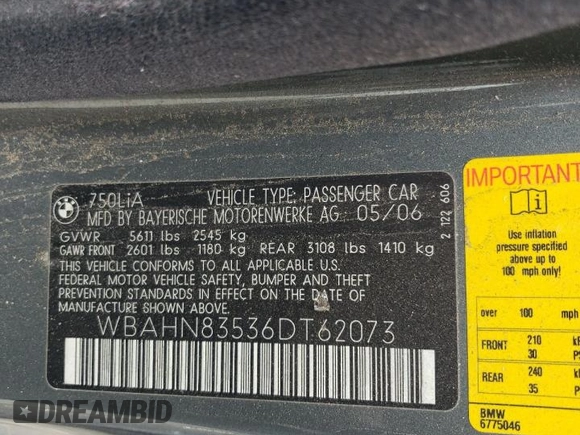 BMW 750LiA VEHICLE TYPE: PASSENGER CAR
MFD BY BAYERISCHE MOTORENWERKE AG 05/06
GVWR 5611 lbs 2545 kg
GAWR FRONT 2601 lbs 1180 kg REAR 3108 lbs 1410 kg
THIS VEHICLE CONFORMS TO ALL APPLICABLE U.S.
FEDERAL MOTOR VEHICLE SAFETY, BUMPER AND THEFT
PREVENTION STANDARDS IN EFFECT ON THE DATE OF
MANUFACTURE SHOWN ABOVE.
WBAHN83536DT62073
2 122 606
IMPORTANT
i
Use inflation
pressure specified
above for up to
100 mph only!
over 100 mph
FRONT 210
30
REAR 240
35
BMW
6775046
DREAMBID